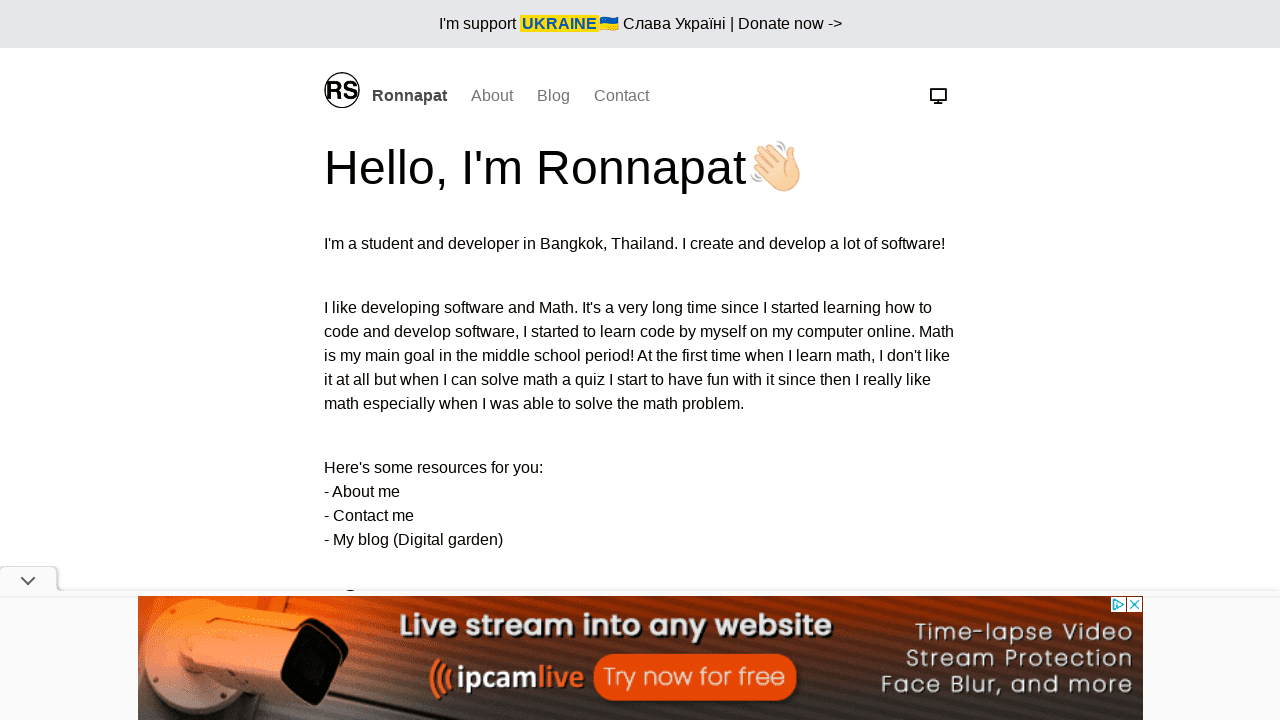 I'm support UKRAINE🇺🇦 Слава Україні | Donate now ->
RS Ronnapat About Blog Contact
Hello, I'm Ronnapat👋🏻
I'm a student and developer in Bangkok, Thailand. I create and develop a lot of software!
I like developing software and Math. It's a very long time since I started learning how to
code and develop software, I started to learn code by myself on my computer online. Math
is my main goal in the middle school period! At the first time when I learn math, I don't like
it at all but when I can solve math a quiz I start to have fun with it since then I really like
math especially when I was able to solve the math problem.
Here's some resources for you:
- About me
- Contact me
- My blog (Digital garden)
Live stream into any website
ipcamlive Try now for free
Time-lapse Video
Stream Protection
Face Blur, and more